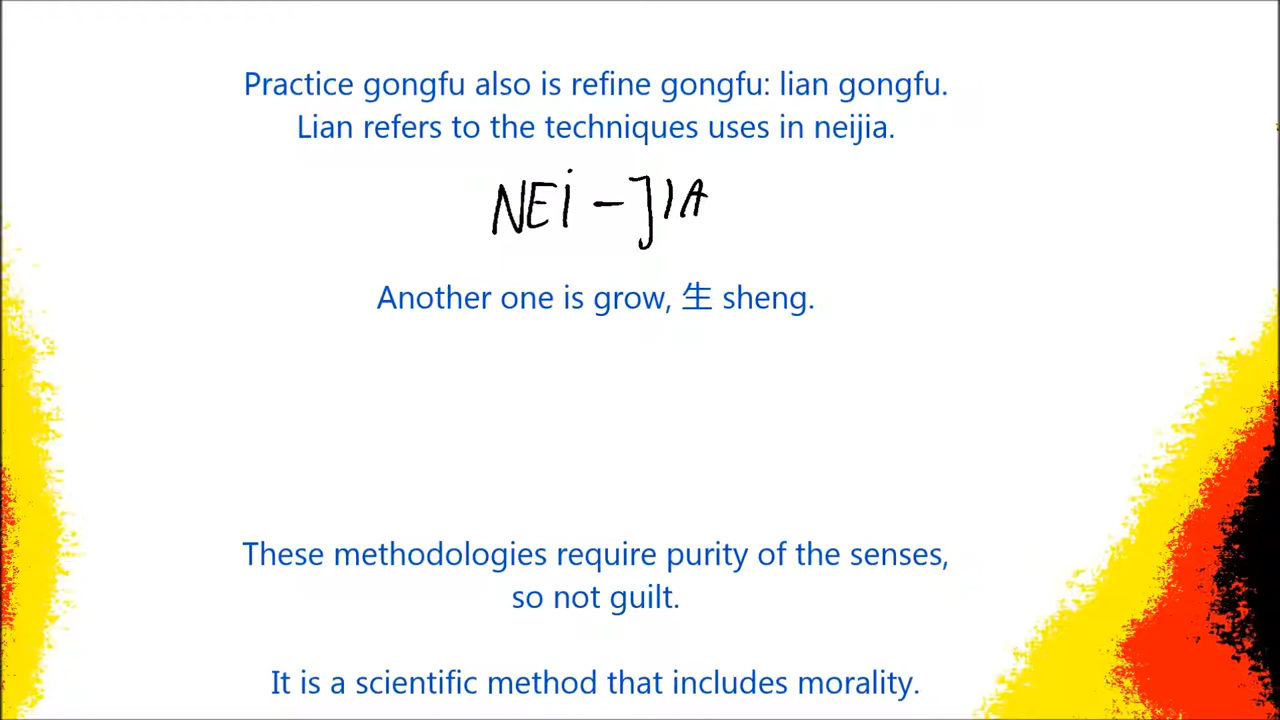 Practice gongfu also is refine gongfu: lian gongfu.
Lian refers to the techniques uses in neijia.
NEi - JIA
Another one is grow, 生 sheng.
These methodologies require purity of the senses,
so not guilt.
It is a scientific method that includes morality.